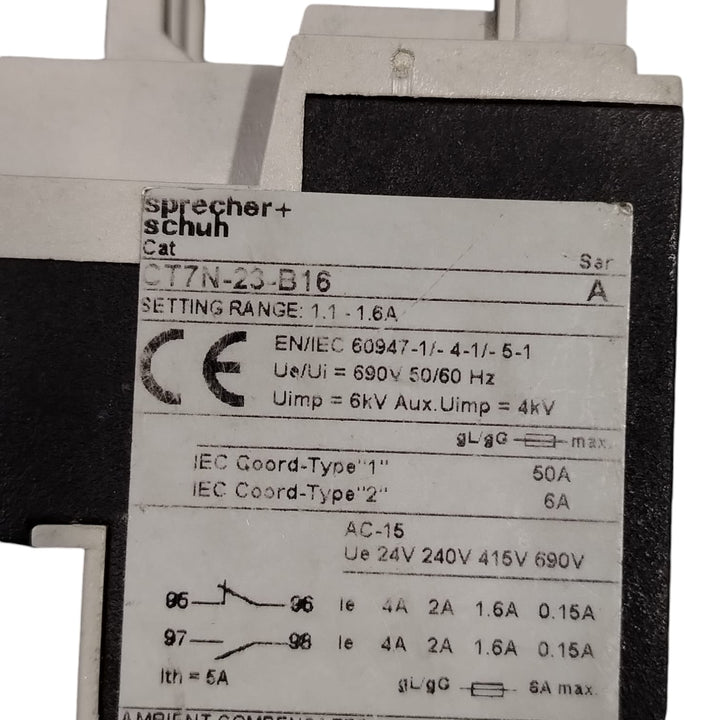 sprecher+
schuh
Cat
Ser
CT7N-23-B16
A
SETTING RANGE: 1.1 - 1.6A
CE
EN/IEC 60947-1/- 4-1/- 5-1
Ue/Ui = 690V 50/60 Hz
Uimp = 6kV Aux.Uimp = 4kV
gL/gG max.
IEC Coord-Type"1" 50A
IEC Coord-Type"2" 6A
AC-15
Ue 24V 240V 415V 690V
95 96 Ie 4A 2A 1.6A 0.15A
97 98 Ie 4A 2A 1.6A 0.15A
Ith = 5A gL/gG 6A max.
AMBIENT